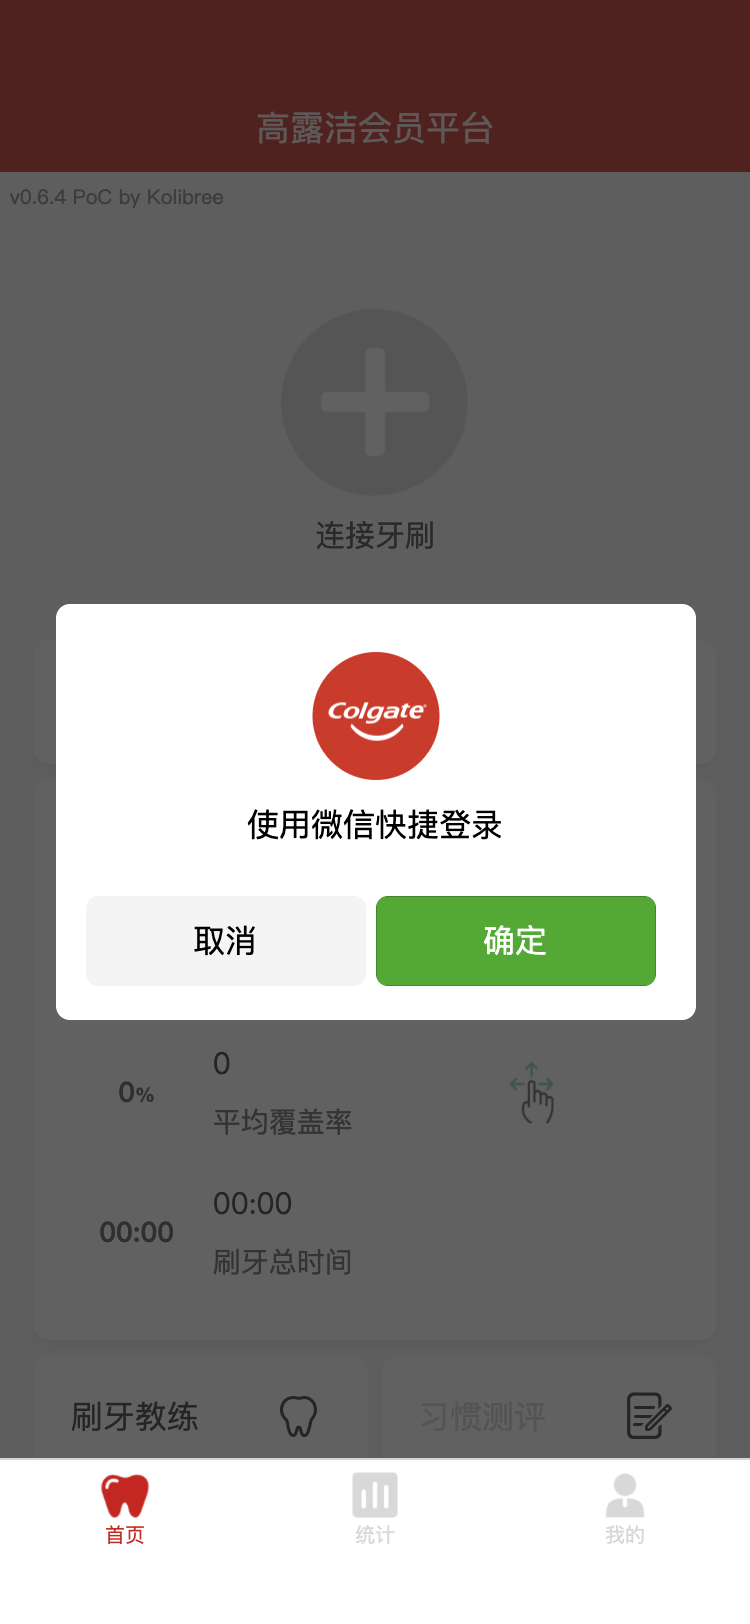 高露洁会员平台
v0.6.4 PoC by Kolibree
连接牙刷
Colgate
使用微信快捷登录
取消
确定
0%
0
平均覆盖率
00:00
00:00
刷牙总时间
刷牙教练
习惯测评
首页
统计
我的